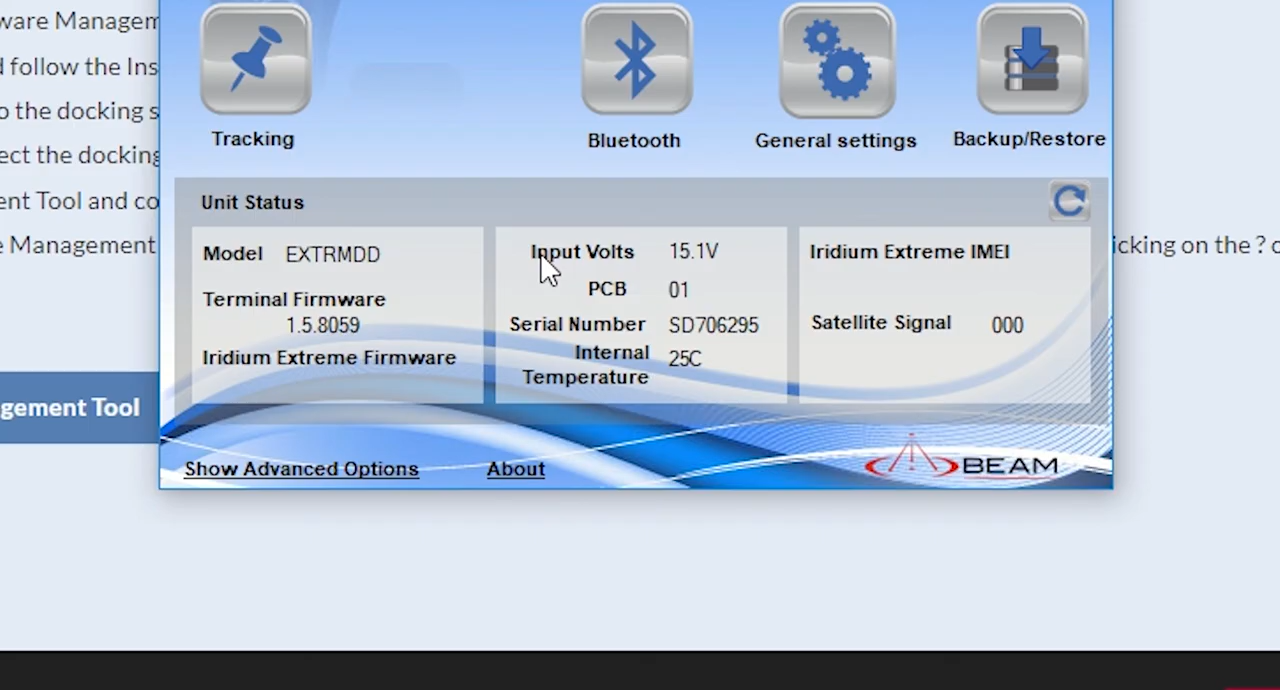 ware Managem
d follow the Ins
o the docking s
ect the docking
ent Tool and co
e Management
icking on the ? o
gement Tool
Tracking
Bluetooth
General settings
Backup/Restore
Unit Status
Model EXTRMDD
Terminal Firmware
1.5.8059
Iridium Extreme Firmware
Input Volts 15.1V
PCB 01
Serial Number SD706295
Internal 25C
Temperature
Iridium Extreme IMEI
Satellite Signal 000
Show Advanced Options
About
BEAM